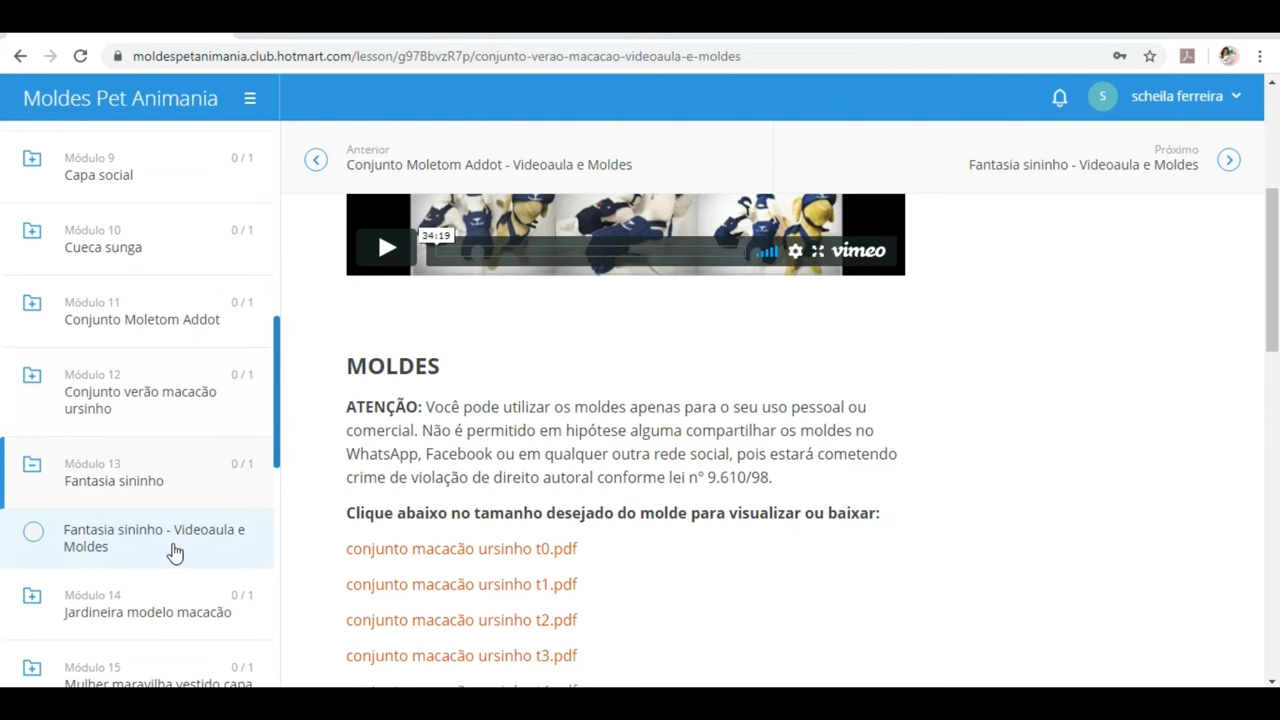 moldespetanimania.club.hotmart.com/lesson/g97BbvzR7p/conjunto-verao-macacao-videoaula-e-moldes
Moldes Pet Animania
S
scheila ferreira
Módulo 9
0 / 1
Capa social
Módulo 10
0 / 1
Cueca sunga
Módulo 11
0 / 1
Conjunto Moletom Addot
Módulo 12
0 / 1
Conjunto verão macacão
ursinho
Módulo 13
0 / 1
Fantasia sininho
Fantasia sininho - Videoaula e
Moldes
Módulo 14
0 / 1
Jardineira modelo macacão
Módulo 15
0 / 1
Mulher maravilha vestido capa
Anterior
Conjunto Moletom Addot - Videoaula e Moldes
Próximo
Fantasia sininho - Videoaula e Moldes
34:19
vimeo
MOLDES
ATENÇÃO: Você pode utilizar os moldes apenas para o seu uso pessoal ou
comercial. Não é permitido em hipótese alguma compartilhar os moldes no
WhatsApp, Facebook ou em qualquer outra rede social, pois estará cometendo
crime de violação de direito autoral conforme lei nº 9.610/98.
Clique abaixo no tamanho desejado do molde para visualizar ou baixar:
conjunto macacão ursinho t0.pdf
conjunto macacão ursinho t1.pdf
conjunto macacão ursinho t2.pdf
conjunto macacão ursinho t3.pdf